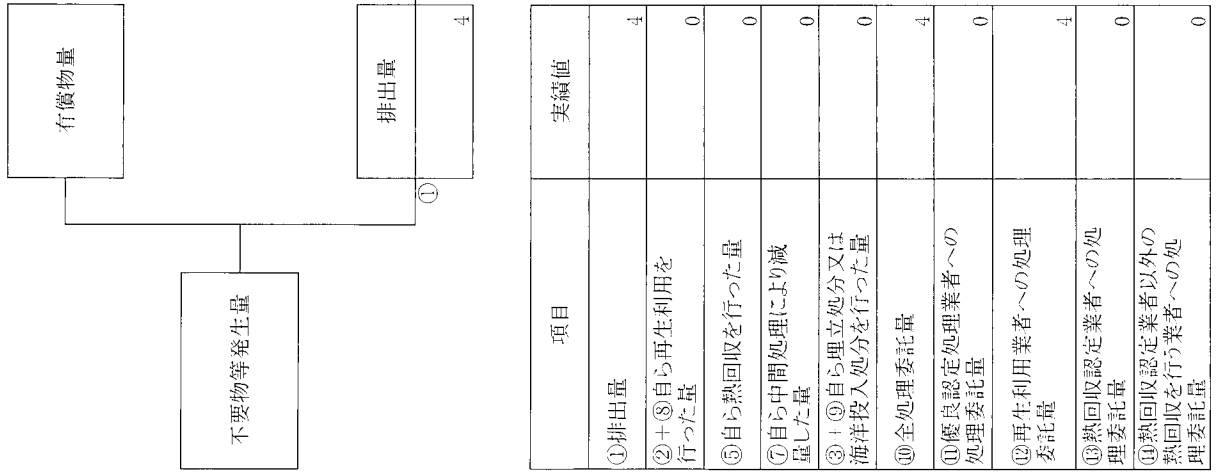 有償物量
不要物等発生量
①
排出量
4
項目
実績値
①排出量
4
②+⑧自ら再生利用を
行った量
0
⑤自ら熱回収を行った量
0
⑦自ら中間処理により減
量した量
0
③+⑨自ら埋立処分又は
海洋投入処分を行った量
0
⑩全処理委託量
4
⑪優良認定処理業者への
処理委託量
0
⑫再生利用業者への処理
委託量
4
⑬熱回収認定業者への処
理委託量
0
⑭熱回収認定業者以外の
熱回収を行う業者への処
理委託量
0